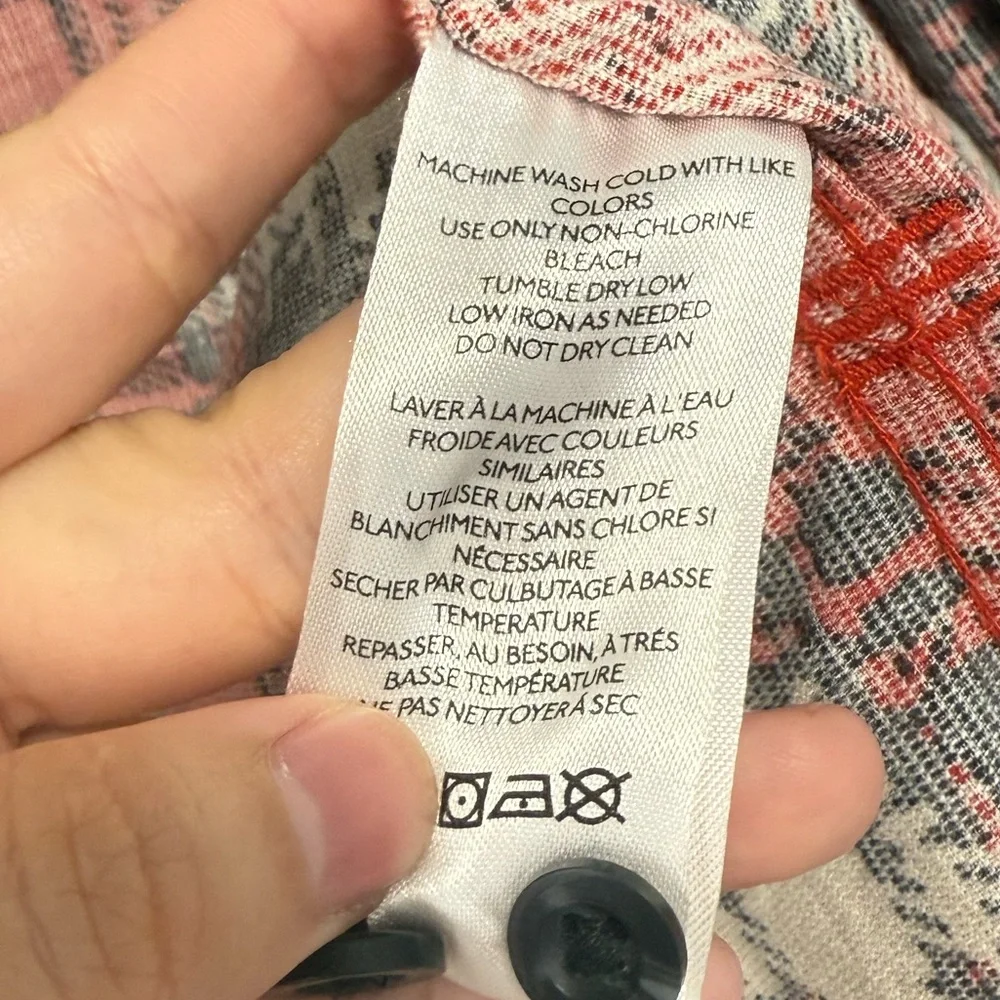 MACHINE WASH COLD WITH LIKE
COLORS
USE ONLY NON-CHLORINE
BLEACH
TUMBLE DRY LOW
LOW IRON AS NEEDED
DO NOT DRY CLEAN
LAVER À LA MACHINE À L'EAU
FROIDE AVEC COULEURS
SIMILAIRES
UTILISER UN AGENT DE
BLANCHIMENT SANS CHLORE SI
NÉCESSAIRE
SECHER PAR CULBUTAGE À BASSE
TEMPERATURE
REPASSER, AU BESOIN, À TRÉS
BASSE TEMPÉRATURE
NE PAS NETTOYER Á SEC